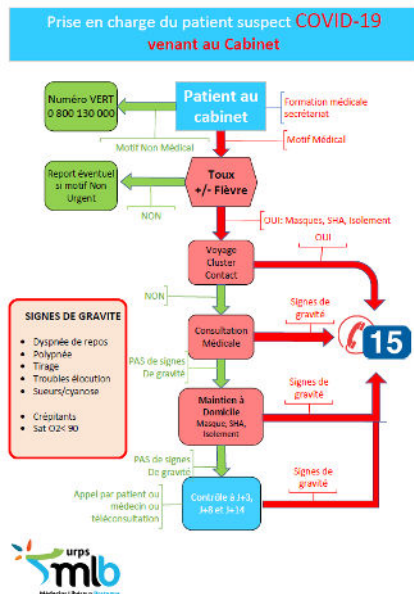 Prise en charge du patient suspect COVID-19
venant au Cabinet
Numéro VERT
0 800 130 000
Patient au
cabinet
Formation médicale
secrétariat
Motif Non Médical
Motif Médical
Report éventuel
si motif Non
Urgent
Toux
+/- Fièvre
NON
OUI: Masques, SHA, Isolement
Voyage
Cluster
Contact
OUI
NON
Signes de
gravité
15
Consultation
Médicale
SIGNES DE GRAVITE
• Dyspnée de repos
• Polypnée
• Tirage
• Troubles élocution
• Sueurs/cyanose
• Crépitants
• Sat O2< 90
PAS de signes
De gravité
Signes de
gravité
Maintien à
Domicile
Masque, SHA,
Isolement
PAS de signes
De gravité
Signes de
gravité
Appel par patient ou
médecin ou
téléconsultation
Contrôle à J+3,
J+8 et J+14
urps
mlb
Médecins Libéraux Bretagne